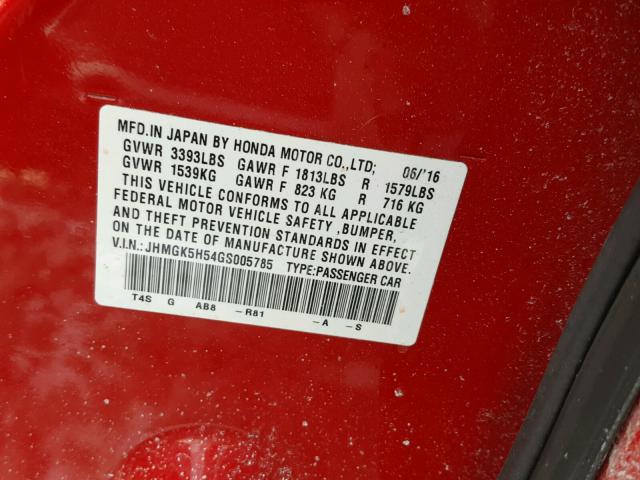 MFD.IN JAPAN BY HONDA MOTOR CO.,LTD; 06/'16
GVWR 3393LBS GAWR F 1813LBS R 1579LBS
GVWR 1539KG GAWR F 823 KG R 716 KG
THIS VEHICLE CONFORMS TO ALL APPLICABLE
FEDERAL MOTOR VEHICLE SAFETY ,BUMPER,
AND THEFT PREVENTION STANDARDS IN EFFECT
ON THE DATE OF MANUFACTURE SHOWN ABOVE.
V.I.N.: JHMGK5H54GS005785 TYPE:PASSENGER CAR
T4S G AB8 -R81 -A -S